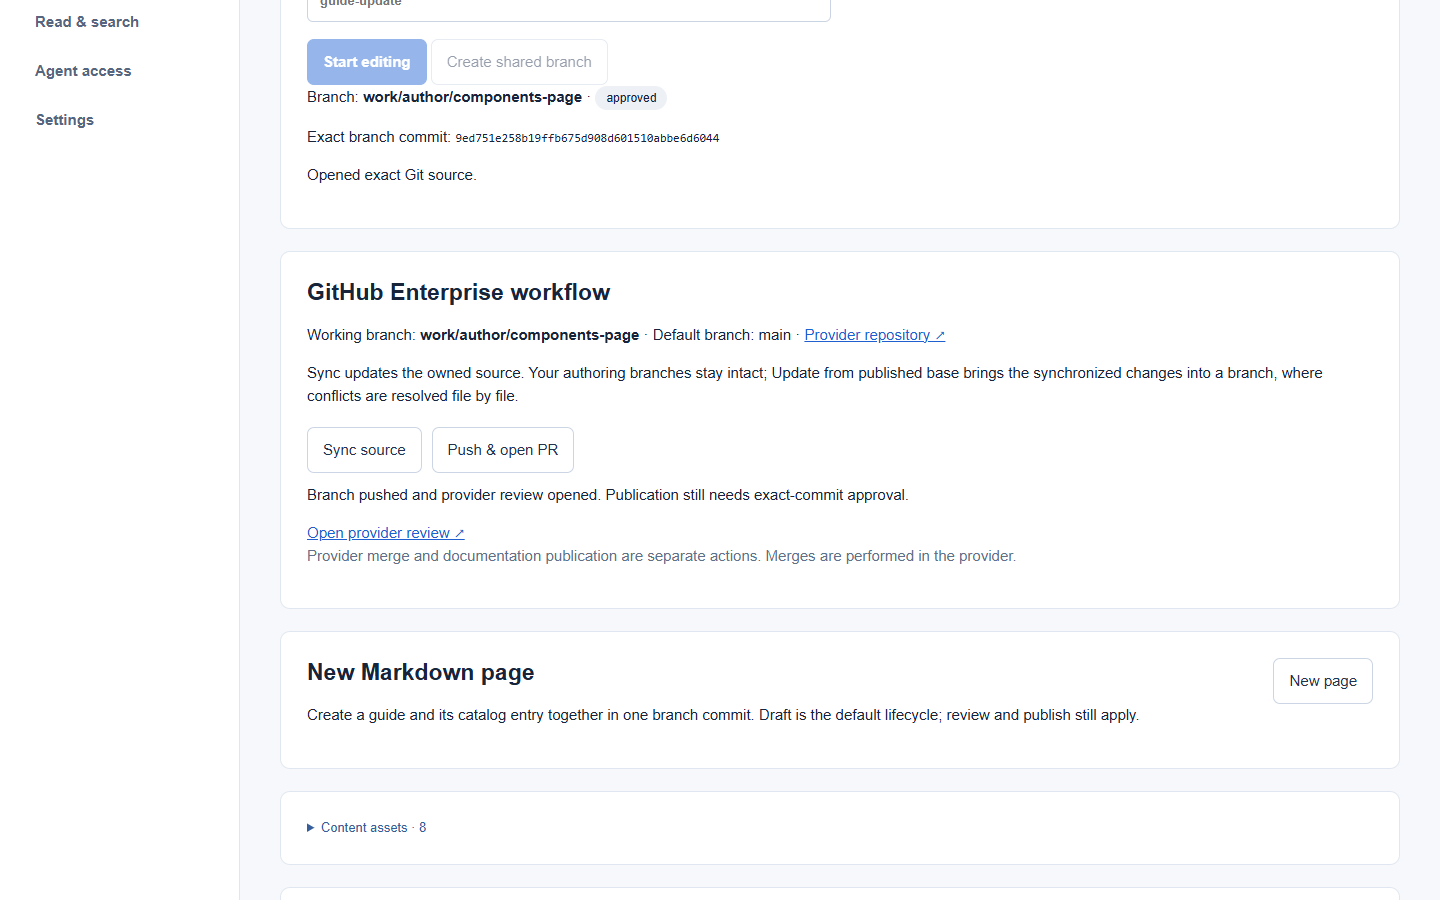 Read & search
Agent access
Settings
guide-update
Start editing
Create shared branch
Branch: work/author/components-page · approved
Exact branch commit: 9ed751e258b19ffb675d908d601510abbe6d6044
Opened exact Git source.
GitHub Enterprise workflow
Working branch: work/author/components-page · Default branch: main · Provider repository ↗
Sync updates the owned source. Your authoring branches stay intact; Update from published base brings the synchronized changes into a branch, where
conflicts are resolved file by file.
Sync source
Push & open PR
Branch pushed and provider review opened. Publication still needs exact-commit approval.
Open provider review ↗
Provider merge and documentation publication are separate actions. Merges are performed in the provider.
New Markdown page
New page
Create a guide and its catalog entry together in one branch commit. Draft is the default lifecycle; review and publish still apply.
Content assets · 8